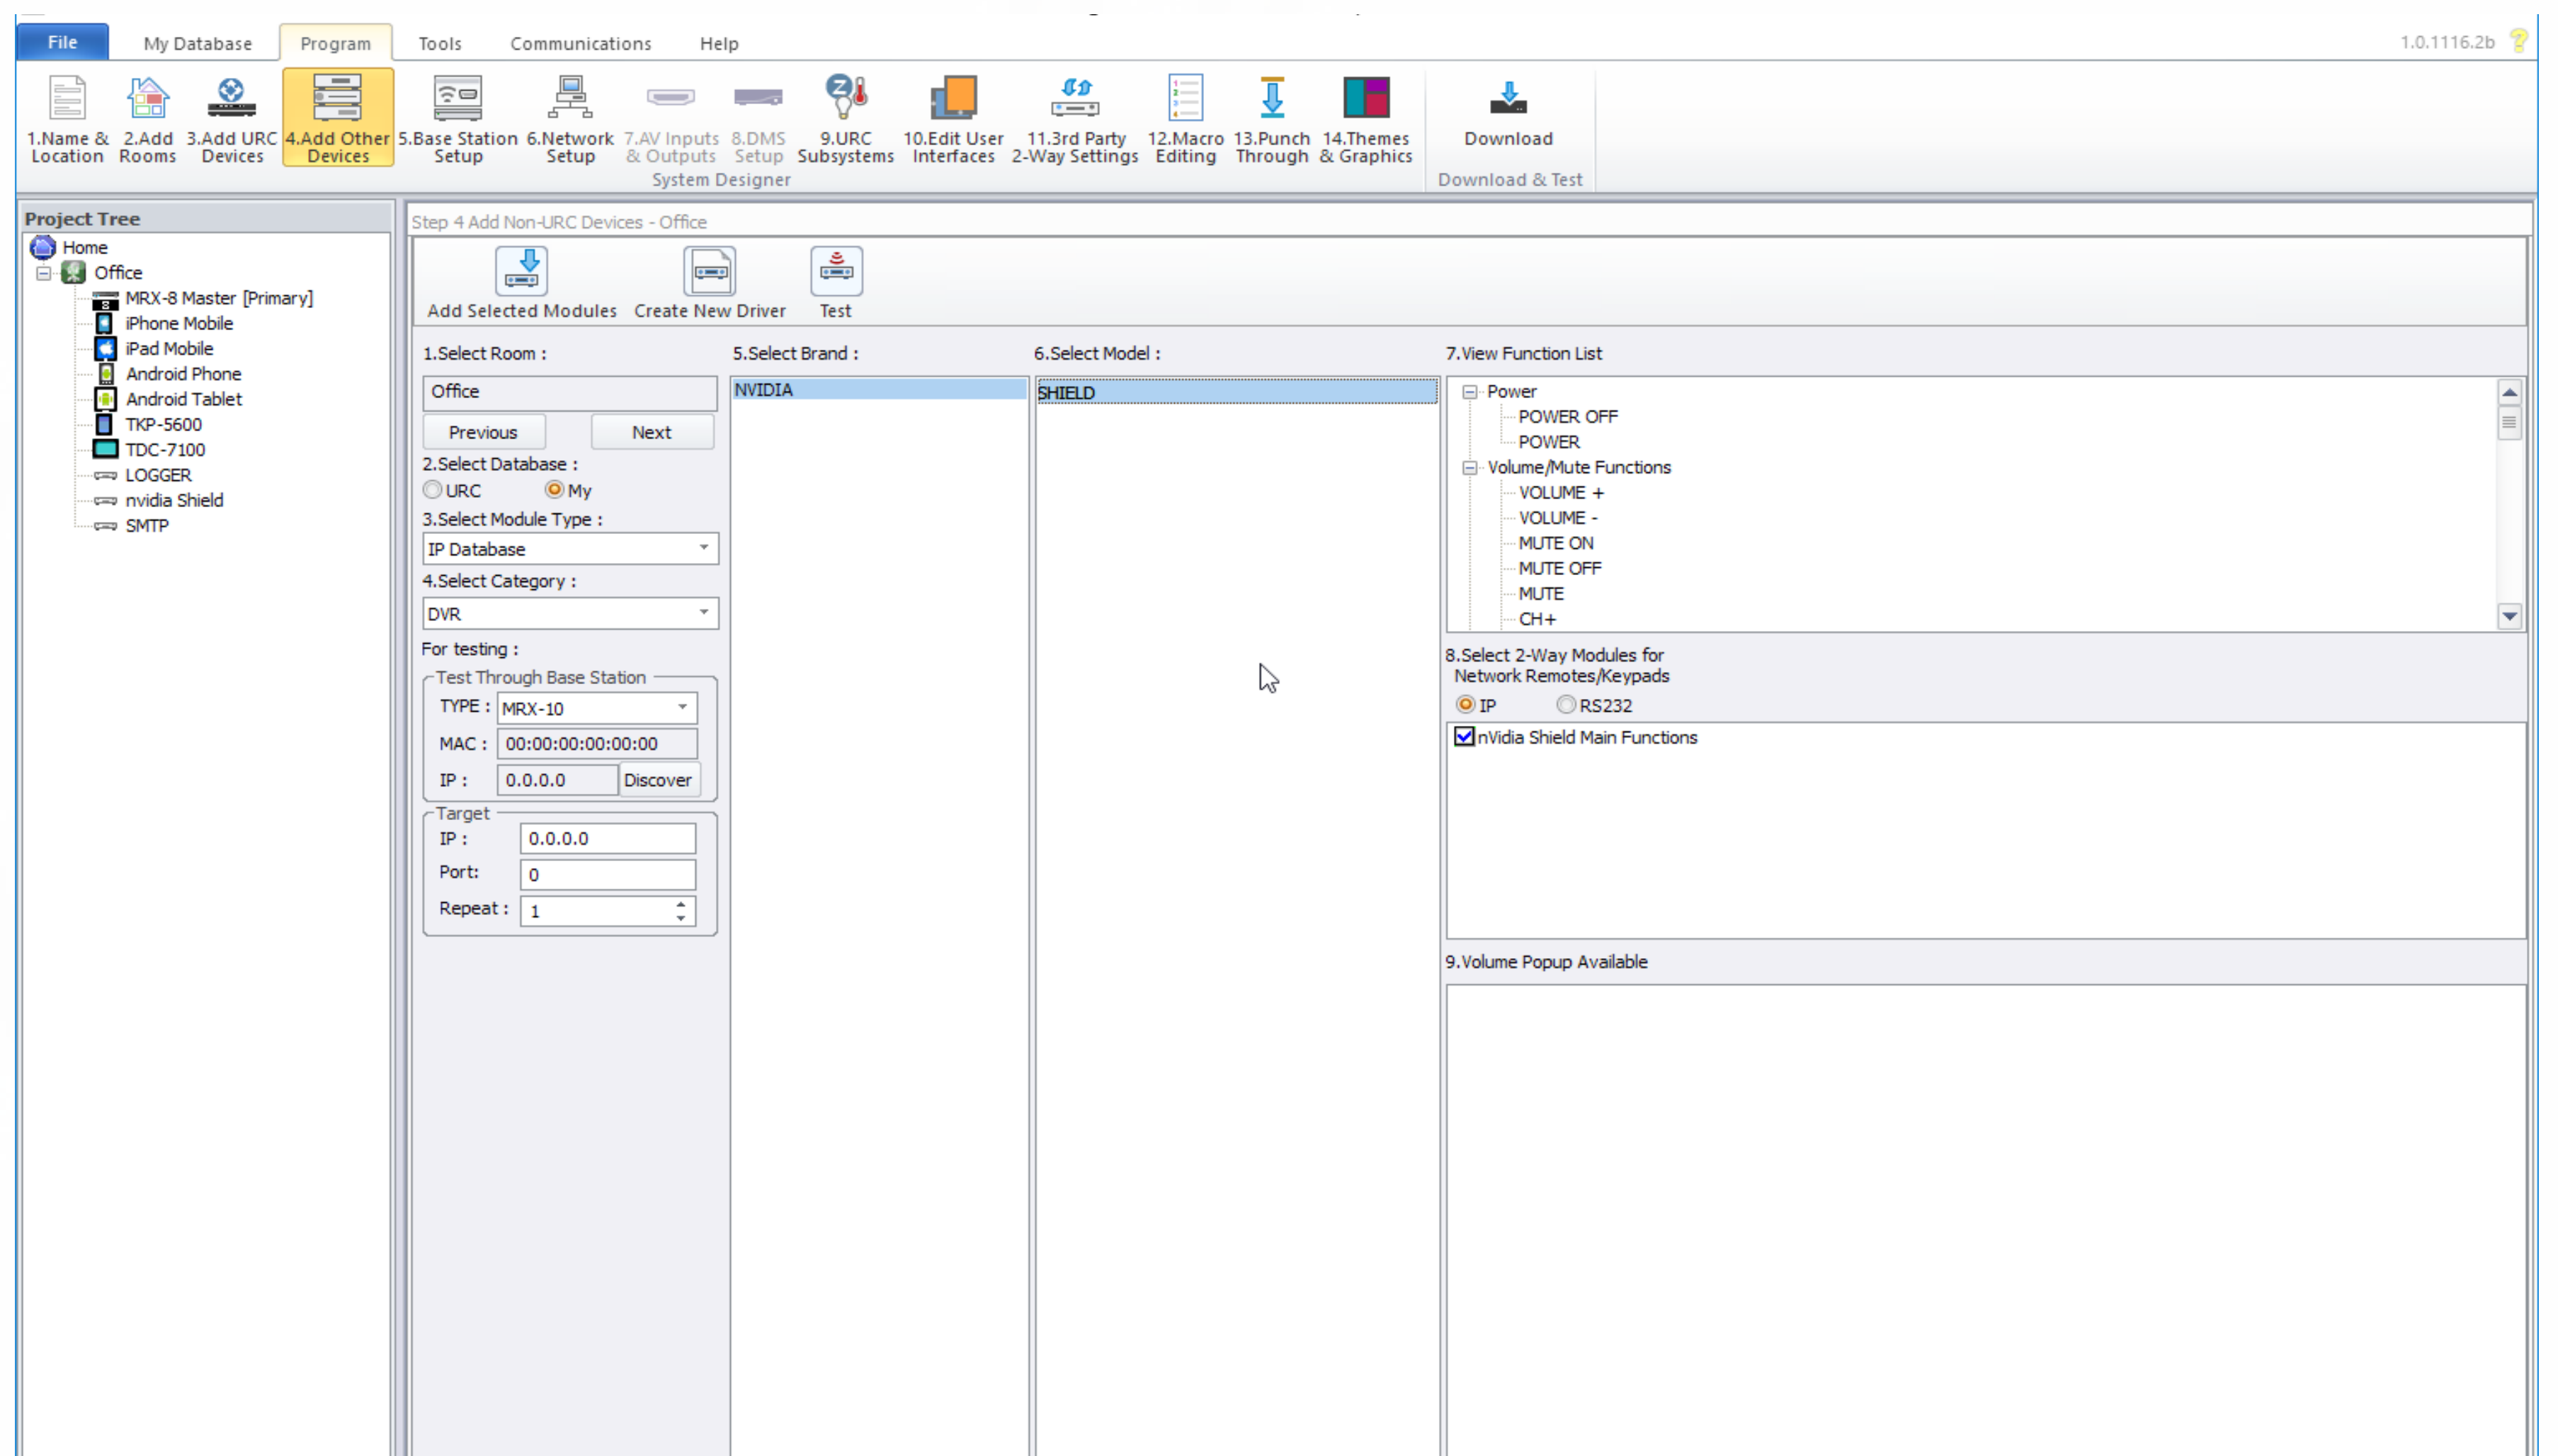 File My Database Program Tools Communications Help 1.0.1116.2b
1.Name & Location
2.Add Rooms
3.Add URC Devices
4.Add Other Devices
5.Base Station Setup
6.Network Setup
7.AV Inputs & Outputs
8.DMS Setup
9.URC Subsystems
10.Edit User Interfaces
11.3rd Party 2-Way Settings
12.Macro Editing
13.Punch Through
14.Themes & Graphics
Download
System Designer
Download & Test
Project Tree
Home
Office
MRX-8 Master [Primary]
iPhone Mobile
iPad Mobile
Android Phone
Android Tablet
TKP-5600
TDC-7100
LOGGER
nvidia Shield
SMTP
Step 4 Add Non-URC Devices - Office
Add Selected Modules
Create New Driver
Test
1.Select Room :
Office
Previous Next
2.Select Database :
URC My
3.Select Module Type :
IP Database
4.Select Category :
DVR
For testing :
Test Through Base Station
TYPE : MRX-10
MAC : 00:00:00:00:00:00
IP : 0.0.0.0 Discover
Target
IP : 0.0.0.0
Port: 0
Repeat : 1
5.Select Brand :
NVIDIA
6.Select Model :
SHIELD
7.View Function List
Power
POWER OFF
POWER
Volume/Mute Functions
VOLUME +
VOLUME -
MUTE ON
MUTE OFF
MUTE
CH+
8.Select 2-Way Modules for
Network Remotes/Keypads
IP RS232
nVidia Shield Main Functions
9.Volume Popup Available